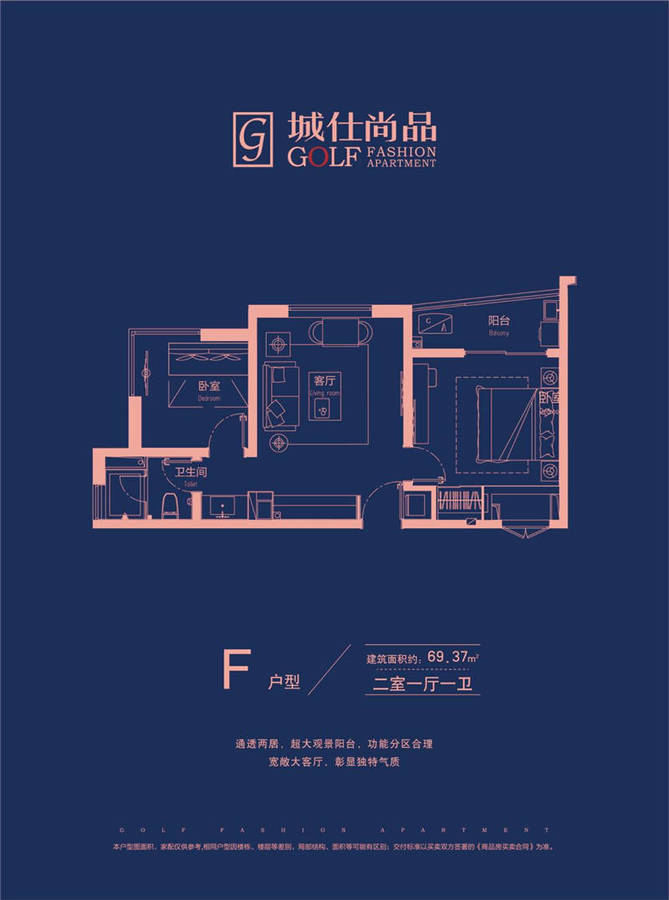 G 城仕尚品
GOLF FASHION
APARTMENT
阳台
Balcony
C
客厅
Living room
卧室
Dedroom
卧室
卫生间
Toilet
F 户型
建筑面积约：69.37m²
二室一厅一卫
通透两居，超大观景阳台，功能分区合理
宽敞大客厅，彰显独特气质
GOLF FASHION APARTMENT
本户型图面积、家配仅供参考,相同户型因楼栋、楼层等差别，局部结构、面积等可能有区别；交付标准以买卖双方签署的《商品房买卖合同》为准。